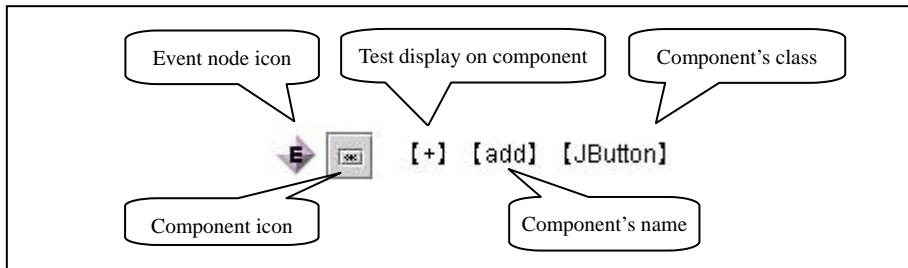 Event node icon
Test display on component
Component's class
E 【+】 【add】 【JButton】
Component icon
Component's name